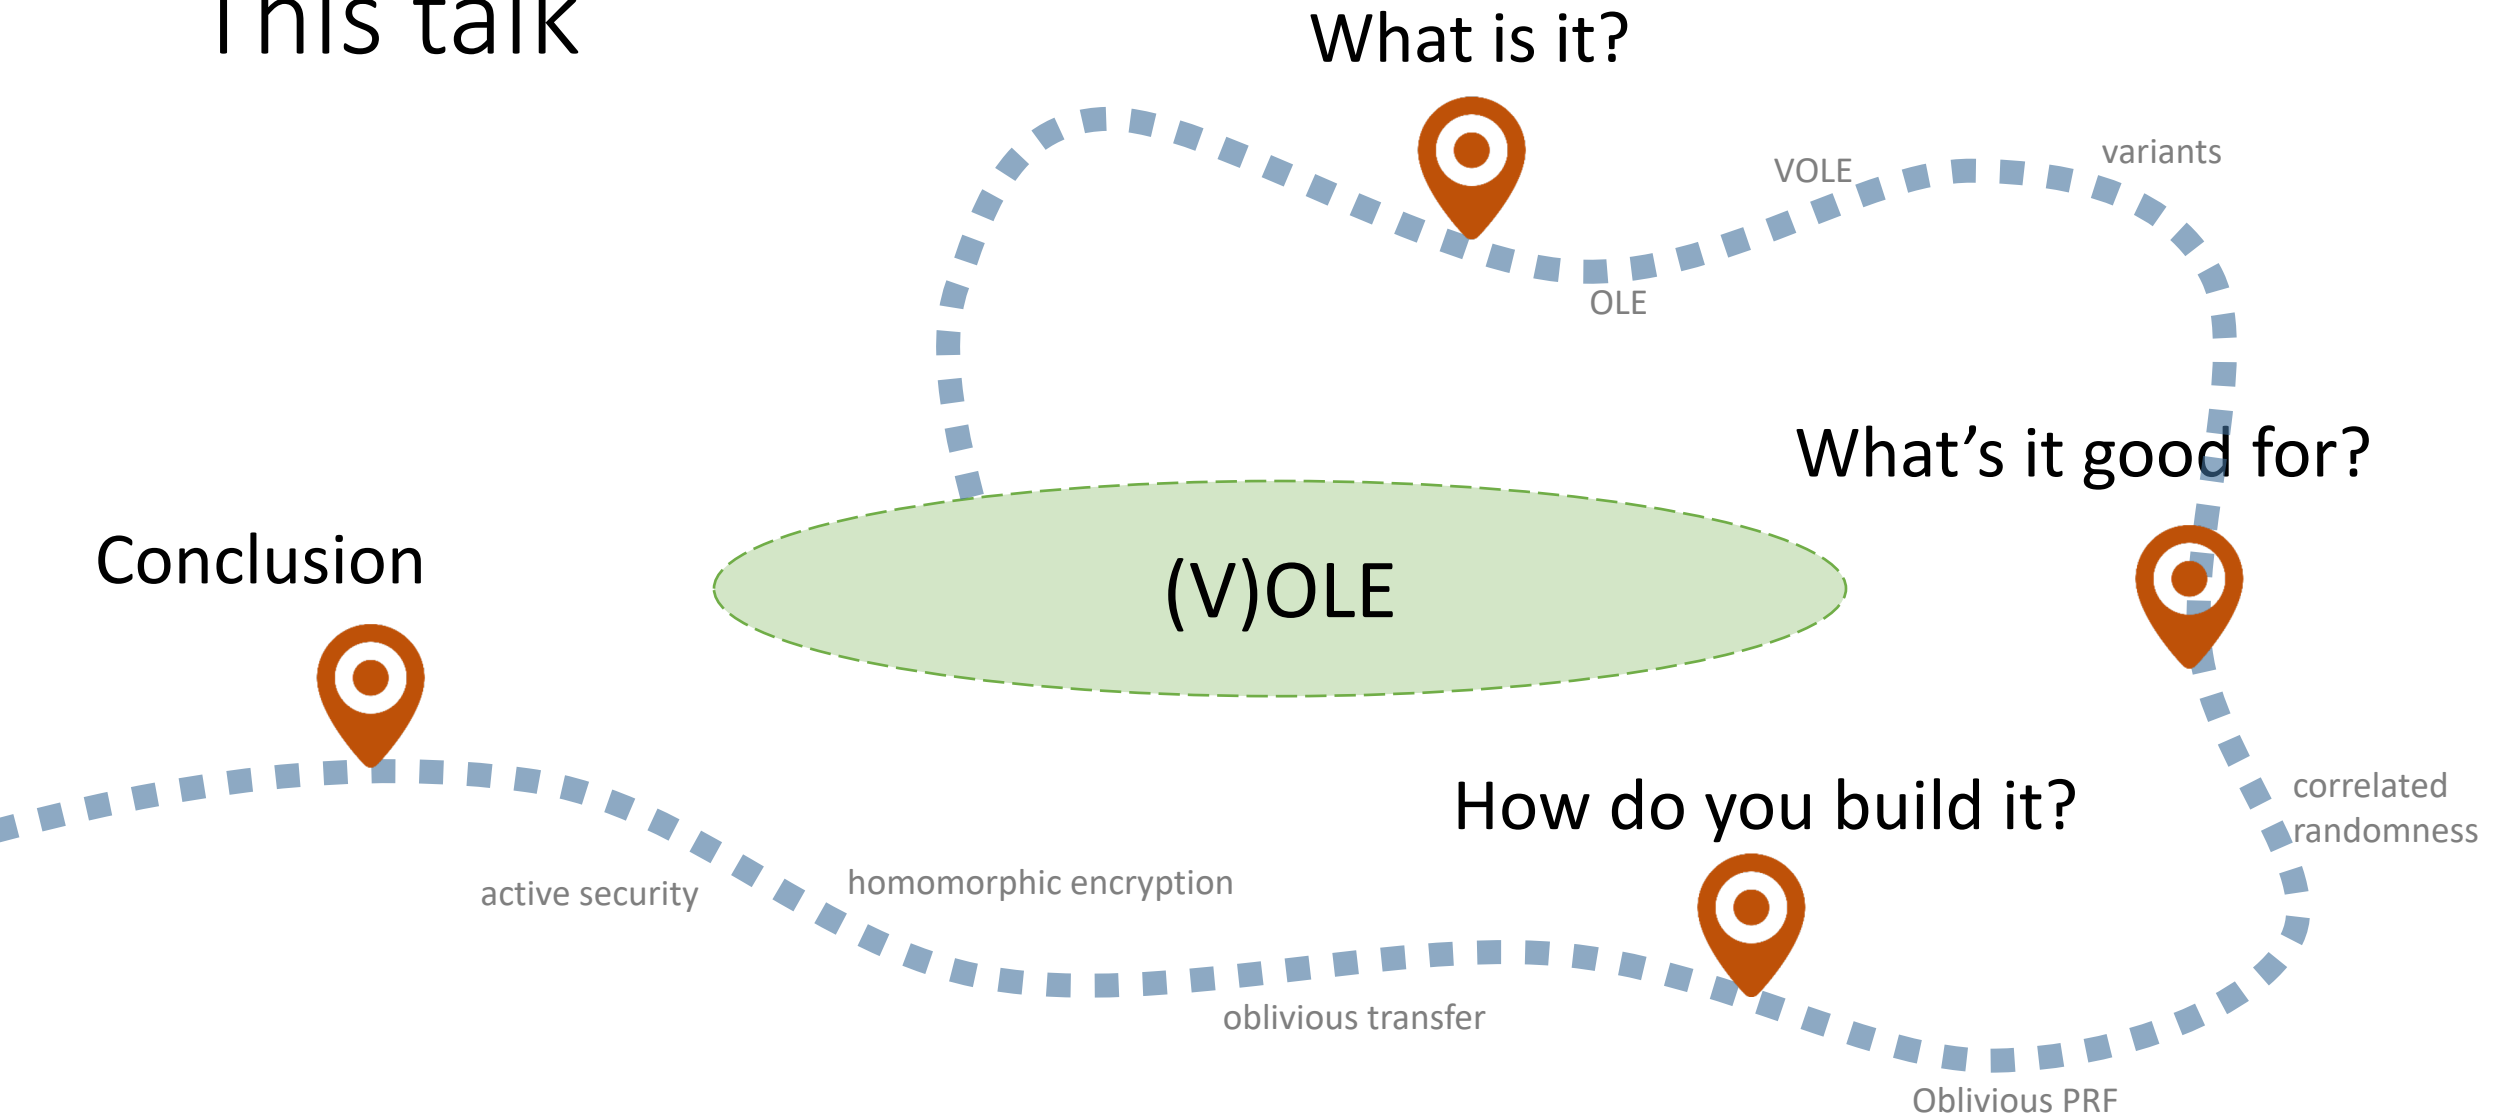 This talk
What is it?
VOLE
variants
OLE
What's it good for?
(V)OLE
Conclusion
How do you build it?
correlated
randomness
homomorphic encryption
active security
oblivious transfer
Oblivious PRF